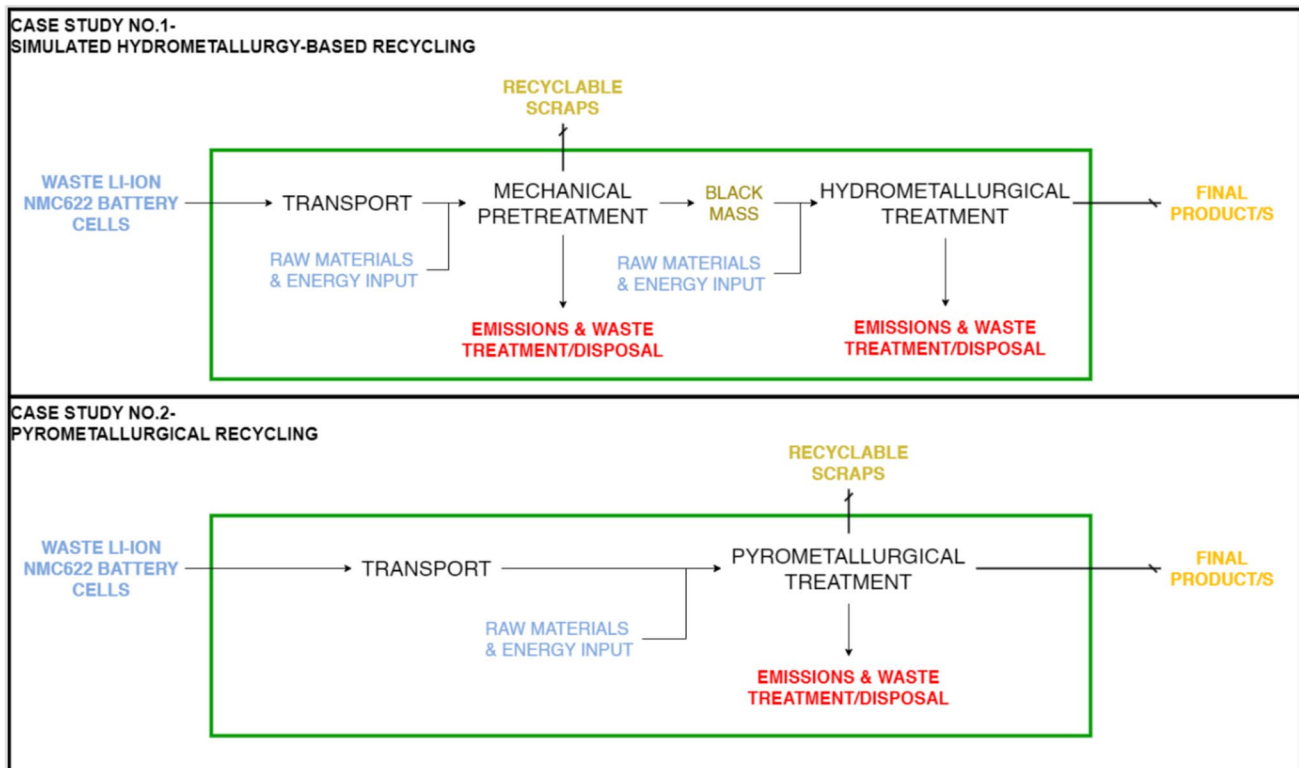 CASE STUDY NO.1-
SIMULATED HYDROMETALLURGY-BASED RECYCLING
RECYCLABLE
SCRAPS
WASTE LI-ION
NMC622 BATTERY
CELLS
TRANSPORT
RAW MATERIALS
& ENERGY INPUT
MECHANICAL
PRETREATMENT
EMISSIONS & WASTE
TREATMENT/DISPOSAL
BLACK
MASS
RAW MATERIALS
& ENERGY INPUT
HYDROMETALLURGICAL
TREATMENT
EMISSIONS & WASTE
TREATMENT/DISPOSAL
FINAL
PRODUCT/S
CASE STUDY NO.2-
PYROMETALLURGICAL RECYCLING
RECYCLABLE
SCRAPS
WASTE LI-ION
NMC622 BATTERY
CELLS
TRANSPORT
RAW MATERIALS
& ENERGY INPUT
PYROMETALLURGICAL
TREATMENT
EMISSIONS & WASTE
TREATMENT/DISPOSAL
FINAL
PRODUCT/S